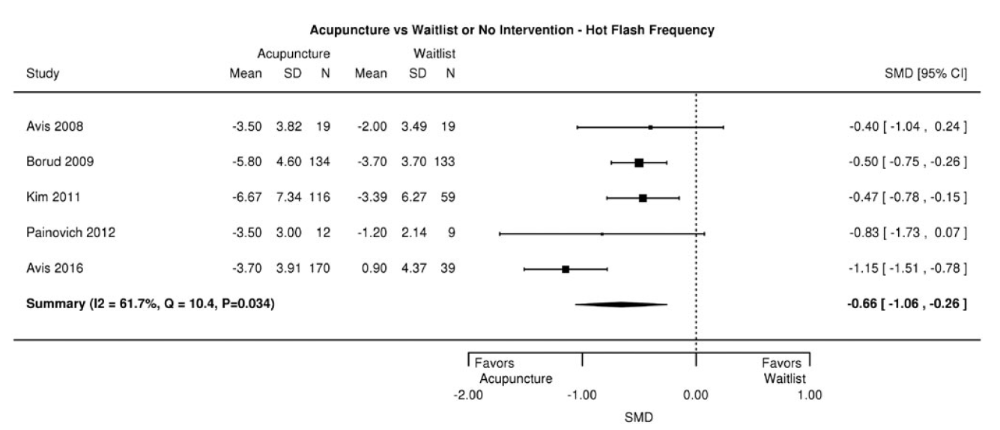 Acupuncture vs Waitlist or No Intervention - Hot Flash Frequency
Acupuncture Waitlist
Study Mean SD N Mean SD N SMD [95% CI]
Avis 2008 -3.50 3.82 19 -2.00 3.49 19 -0.40 [ -1.04 , 0.24 ]
Borud 2009 -5.80 4.60 134 -3.70 3.70 133 -0.50 [ -0.75 , -0.26 ]
Kim 2011 -6.67 7.34 116 -3.39 6.27 59 -0.47 [ -0.78 , -0.15 ]
Painovich 2012 -3.50 3.00 12 -1.20 2.14 9 -0.83 [ -1.73 , 0.07 ]
Avis 2016 -3.70 3.91 170 0.90 4.37 39 -1.15 [ -1.51 , -0.78 ]
Summary (I2 = 61.7%, Q = 10.4, P=0.034) -0.66 [ -1.06 , -0.26 ]
Favors Favors
Acupuncture Waitlist
-2.00 -1.00 0.00 1.00
SMD